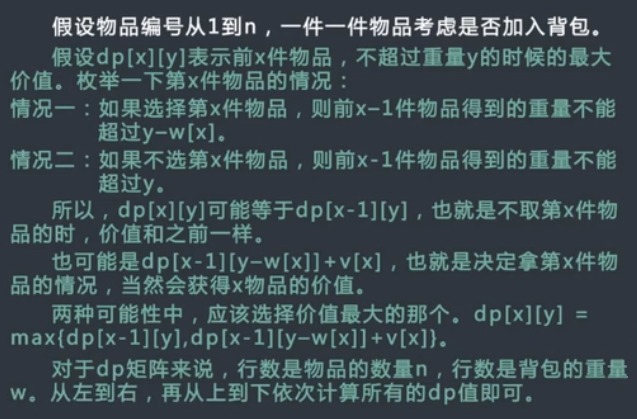 假设物品编号从1到n，一件一件物品考虑是否加入背包。
假设dp[x][y]表示前x件物品，不超过重量y的时候的最大
价值。枚举一下第x件物品的情况：
情况一：如果选择第x件物品，则前x–1件物品得到的重量不能
超过y–w[x]。
情况二：如果不选第x件物品，则前x-1件物品得到的重量不能
超过y。
所以，dp[x][y]可能等于dp[x-1][y]，也就是不取第x件物
品的时，价值和之前一样。
也可能是dp[x-1][y–w[x]]+v[x]，也就是决定拿第x件物
品的情况，当然会获得x物品的价值。
两种可能性中，应该选择价值最大的那个。dp[x][y] =
max{dp[x-1][y],dp[x-1][y–w[x]]+v[x]}。
对于dp矩阵来说，行数是物品的数量n，行数是背包的重量
w。从左到右，再从上到下依次计算所有的dp值即可。